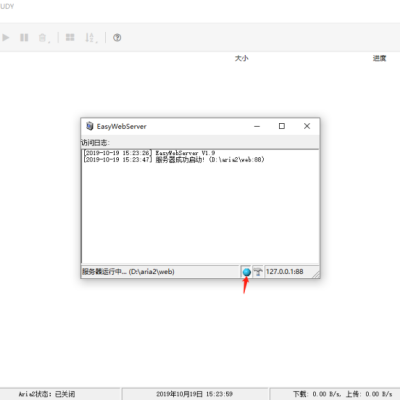 UDY
大小 进度
EasyWebServer
访问日志:
[2019-10-19 15:23:26] EasyWebServer V1.9
[2019-10-19 15:23:47] 服务器成功启动! (D:\aria2\web:88)
服务器运行中... (D:\aria2\web) 127.0.0.1:88
Aria2状态: 已关闭 2019年10月19日 15:23:59 下载: 0.00 B/s, 上传: 0.00 B/s